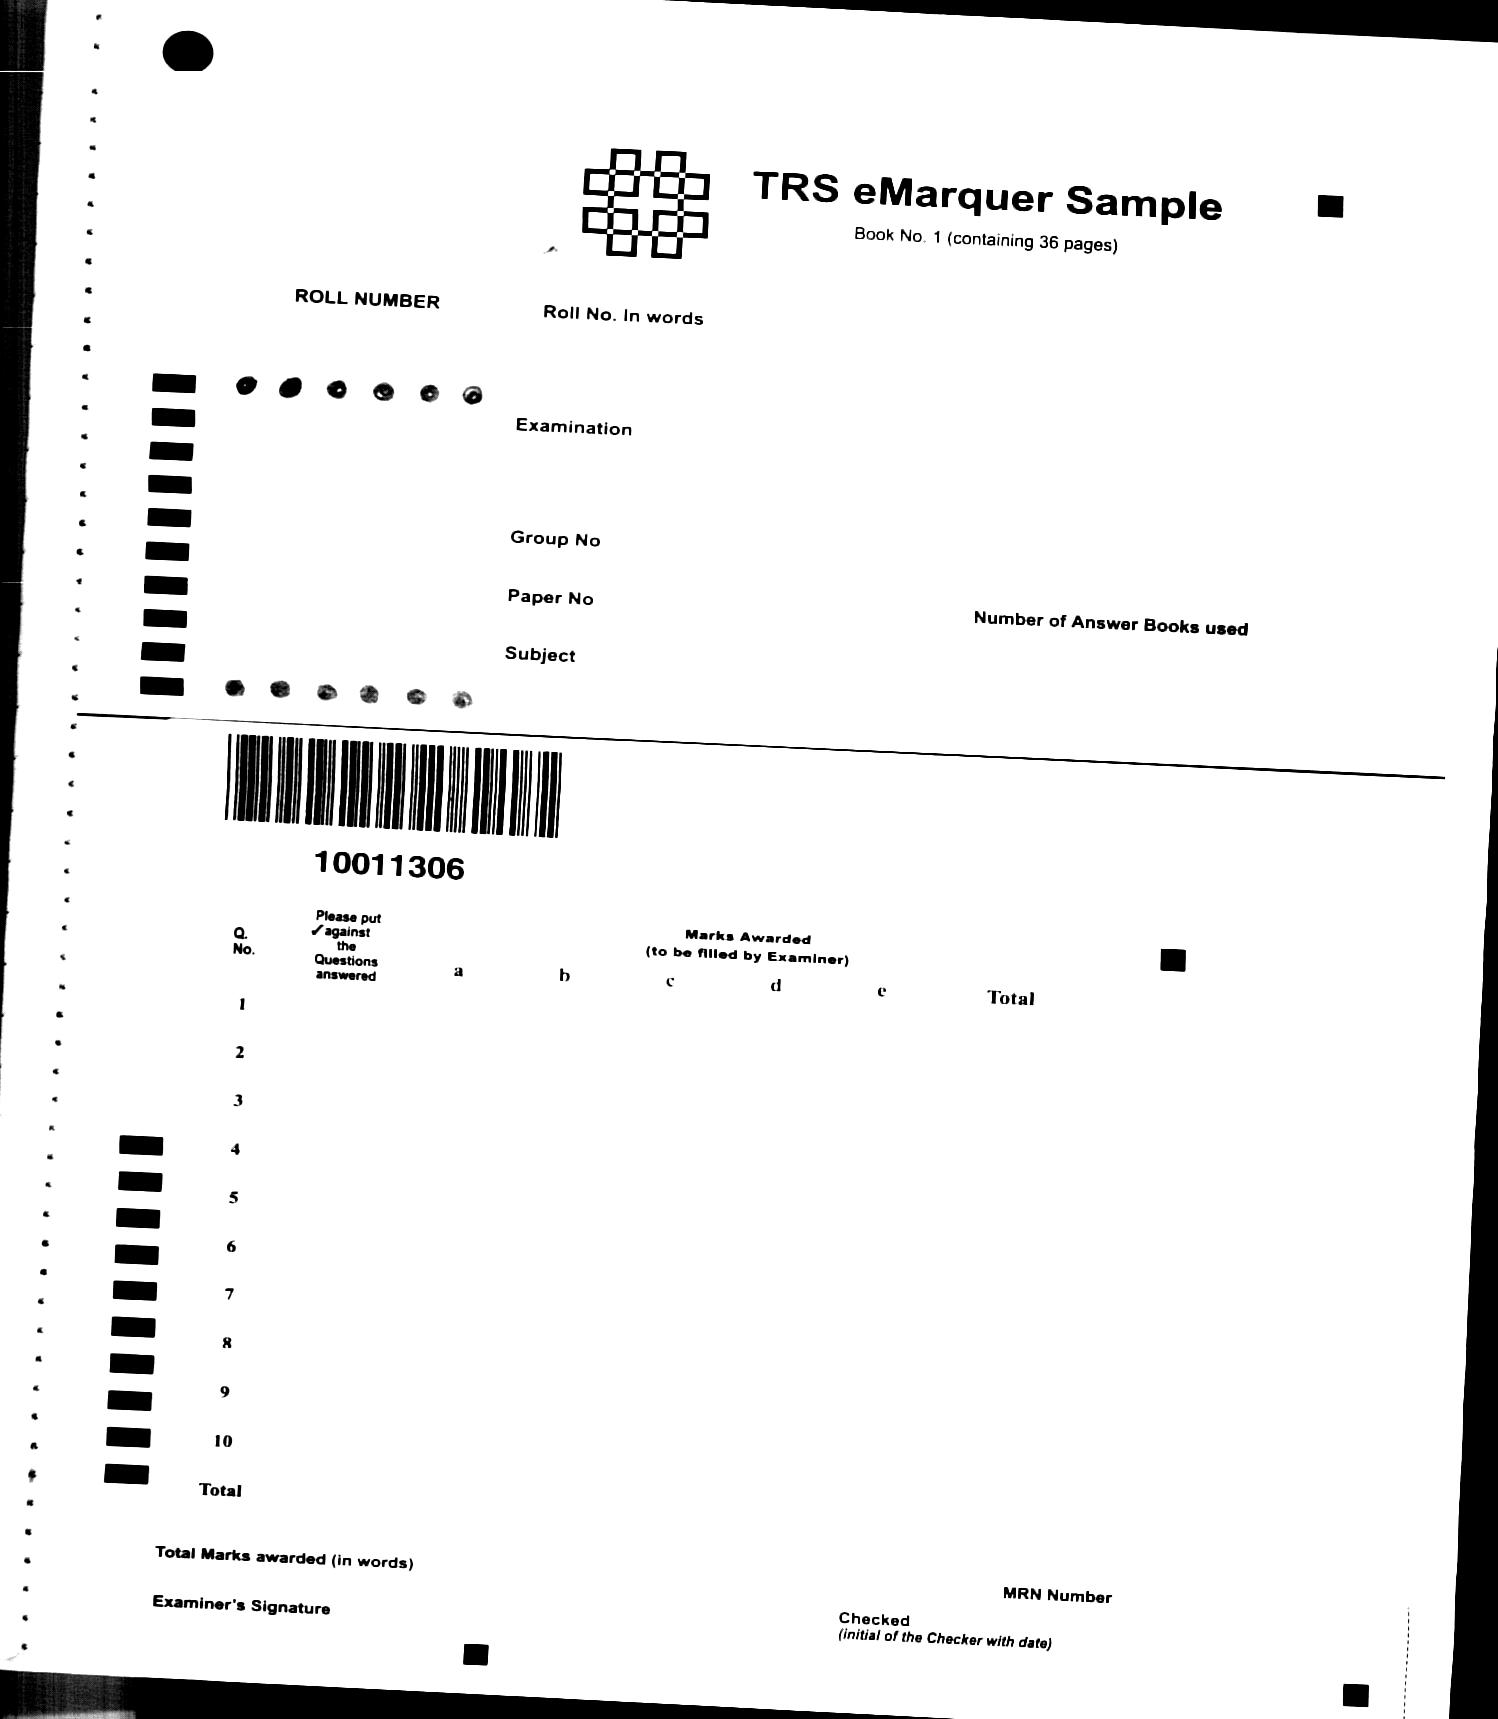 TRS eMarquer Sample
Book No. 1 (containing 36 pages)
ROLL NUMBER
Roll No. In words
Examination
Group No
Paper No
Number of Answer Books used
Subject
10011306
Q.
No.
Please put
✓against
the
Questions
answered
Marks Awarded
(to be filled by Examiner)
a b c d e Total
1
2
3
4
5
6
7
8
9
10
Total
Total Marks awarded (in words)
MRN Number
Examiner's Signature
Checked
(initial of the Checker with date)